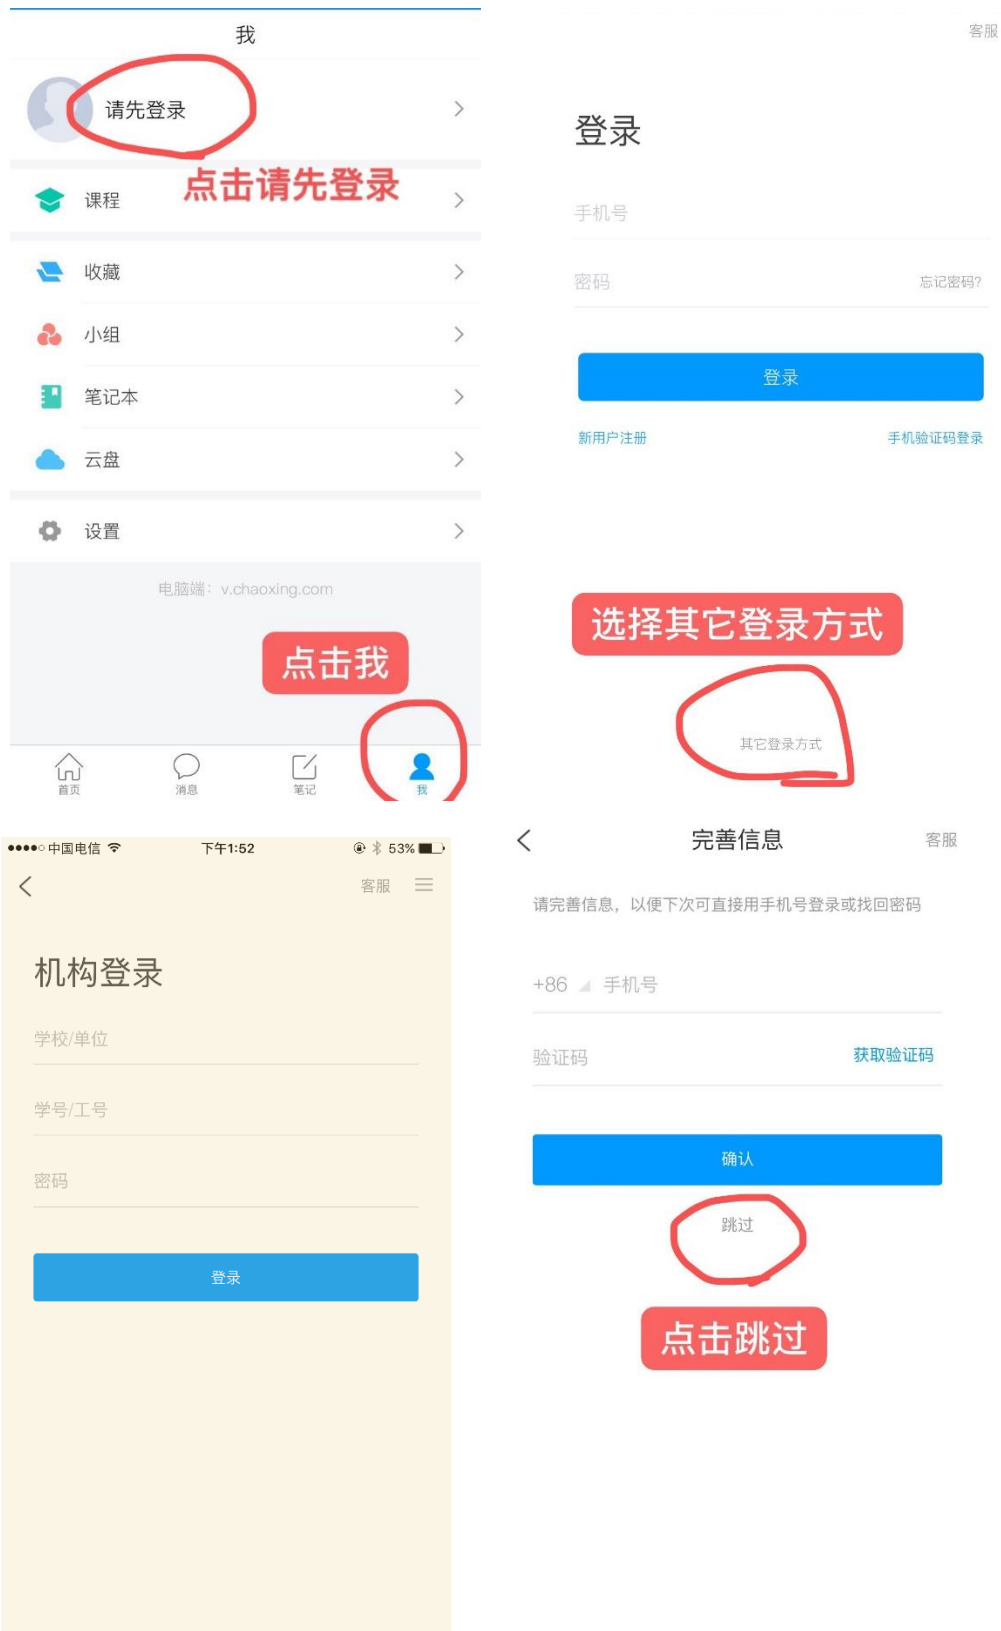 我
请先登录
点击请先登录
课程
收藏
小组
笔记本
云盘
设置
电脑端：v.chaoxing.com
点击我
首页
消息
笔记
我
客服
登录
手机号
密码
忘记密码?
登录
新用户注册
手机验证码登录
选择其它登录方式
其它登录方式
中国电信
下午1:52
53%
客服
机构登录
学校/单位
学号/工号
密码
登录
完善信息
客服
请完善信息，以便下次可直接用手机号登录或找回密码
+86 手机号
验证码
获取验证码
确认
跳过
点击跳过